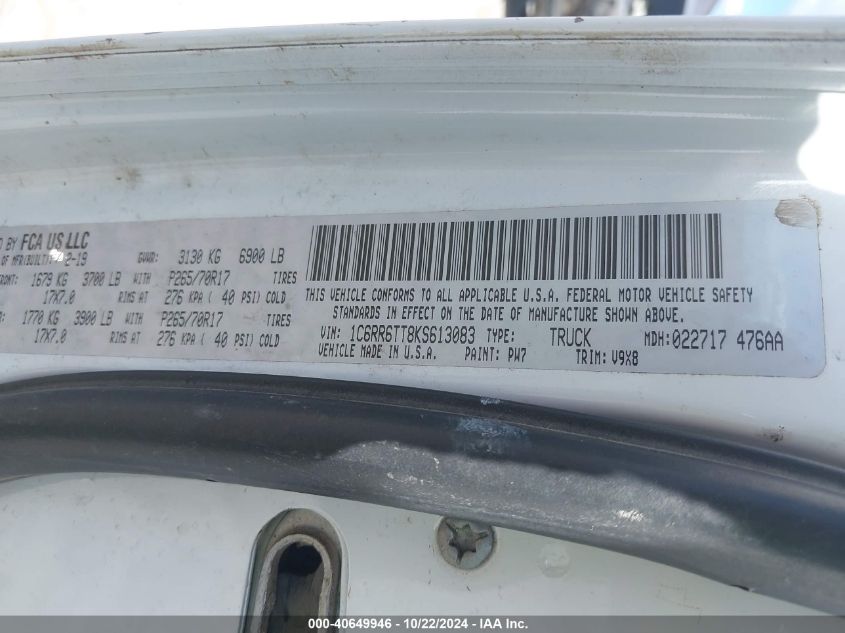 D BY FCA US LLC
OF MFR/BUILT: 2-19 GVWR: 3130 KG 6900 LB
FRONT: 1679 KG 3700 LB WITH P265/70R17 TIRES
17X7.0 RIMS AT 276 KPA ( 40 PSI) COLD
R: 1770 KG 3900 LB WITH P265/70R17 TIRES
17X7.0 RIMS AT 276 KPA ( 40 PSI) COLD
THIS VEHICLE CONFORMS TO ALL APPLICABLE U.S.A. FEDERAL MOTOR VEHICLE SAFETY
STANDARDS IN EFFECT ON THE DATE OF MANUFACTURE SHOWN ABOVE.
VIN: 1C6RR6TT8KS613083 TYPE: TRUCK MDH:022717 476AA
VEHICLE MADE IN U.S.A. PAINT: PW7 TRIM: V9X8
000-40649946 - 10/22/2024 - IAA Inc.